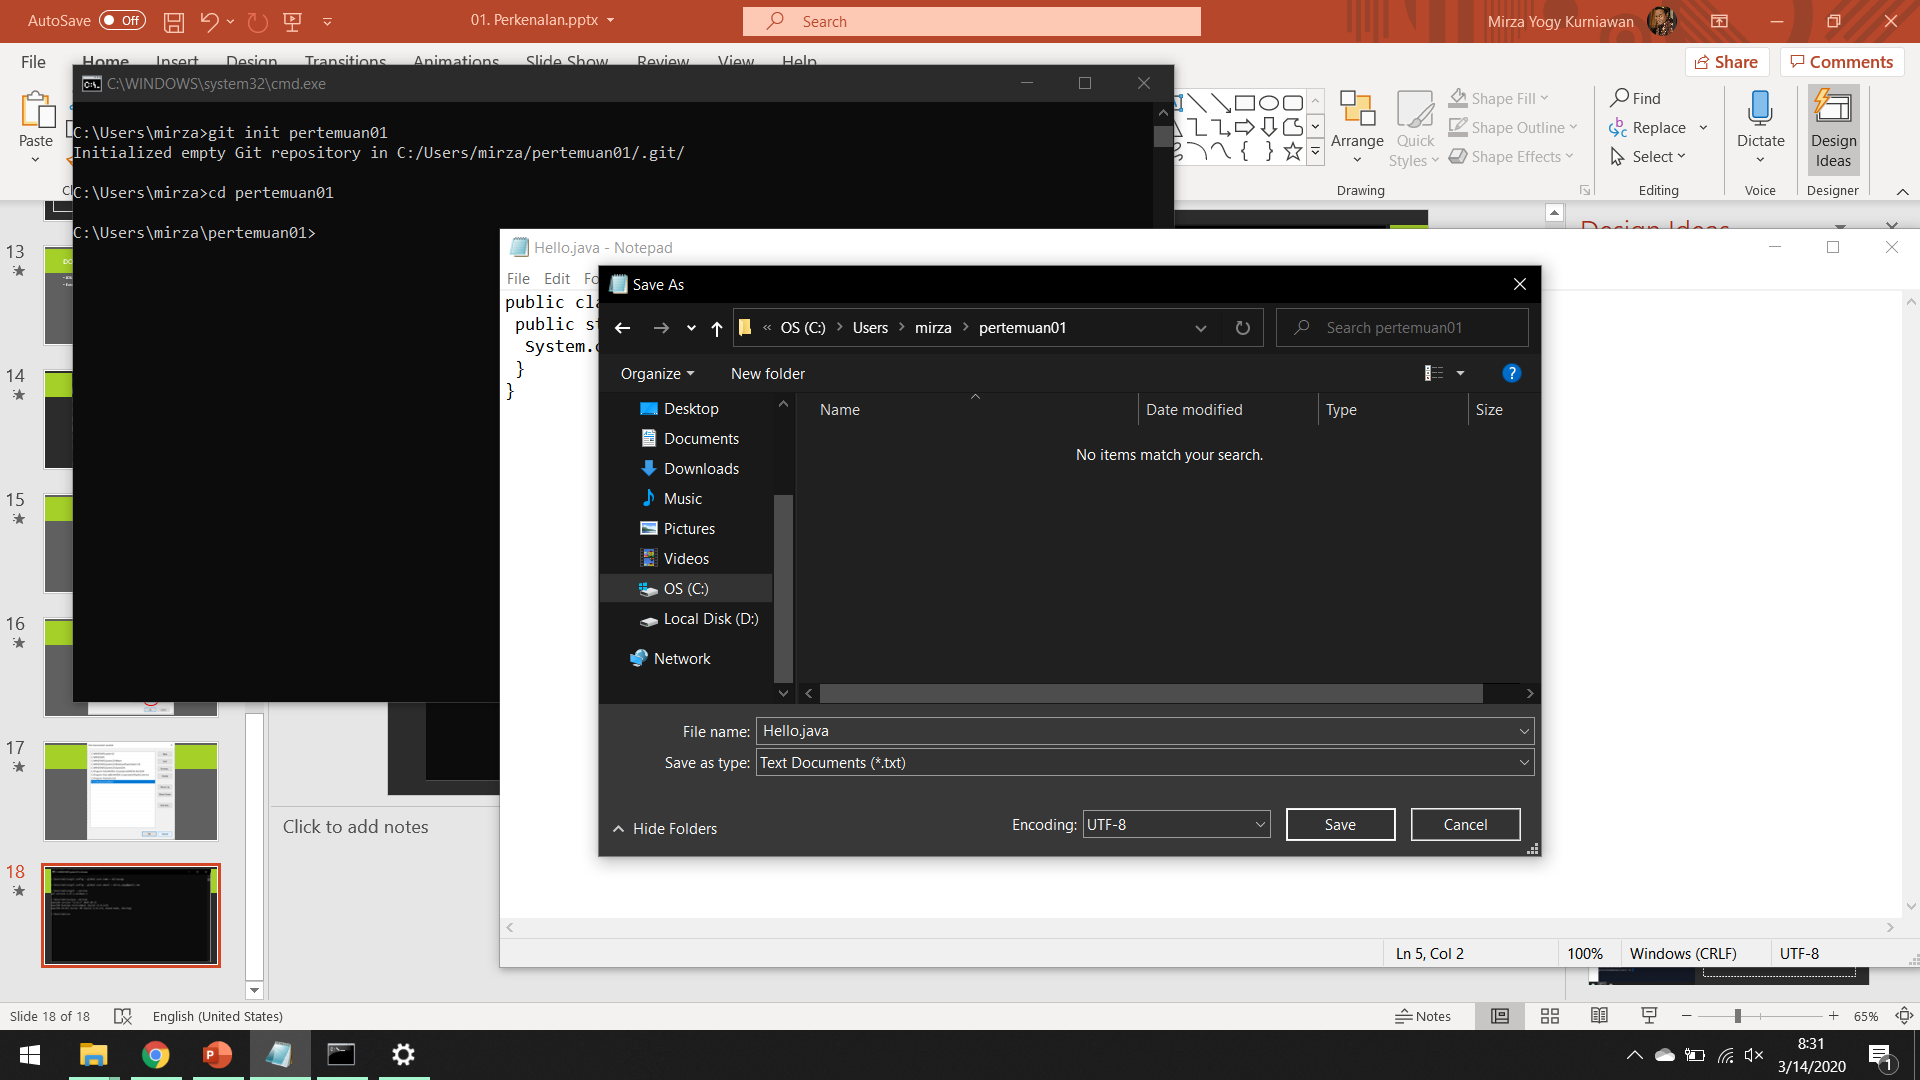 AutoSave Off
01. Perkenalan.pptx
Search
Mirza Yogy Kurniawan
File Home Insert Design Transitions Animations Slide Show Review View Help
Share Comments
C:\WINDOWS\system32\cmd.exe
C:\Users\mirza>git init pertemuan01
Initialized empty Git repository in C:/Users/mirza/pertemuan01/.git/
C:\Users\mirza>cd pertemuan01
C:\Users\mirza\pertemuan01>
Paste
Arrange
Quick Styles
Shape Fill
Shape Outline
Shape Effects
Drawing
Find
Replace
Select
Editing
Dictate
Voice
Design Ideas
Designer
Design Ideas
13
14
15
16
17
18
Hello.java - Notepad
File Edit Fo
public cla
public st
System.o
}
}
Save As
« OS (C:) › Users › mirza › pertemuan01
Search pertemuan01
Organize New folder
Desktop
Documents
Downloads
Music
Pictures
Videos
OS (C:)
Local Disk (D:)
Network
Name Date modified Type Size
No items match your search.
File name: Hello.java
Save as type: Text Documents (*.txt)
Hide Folders
Encoding: UTF-8
Save Cancel
Click to add notes
Ln 5, Col 2 100% Windows (CRLF) UTF-8
Slide 18 of 18 English (United States)
Notes 65%
8:31
3/14/2020
1